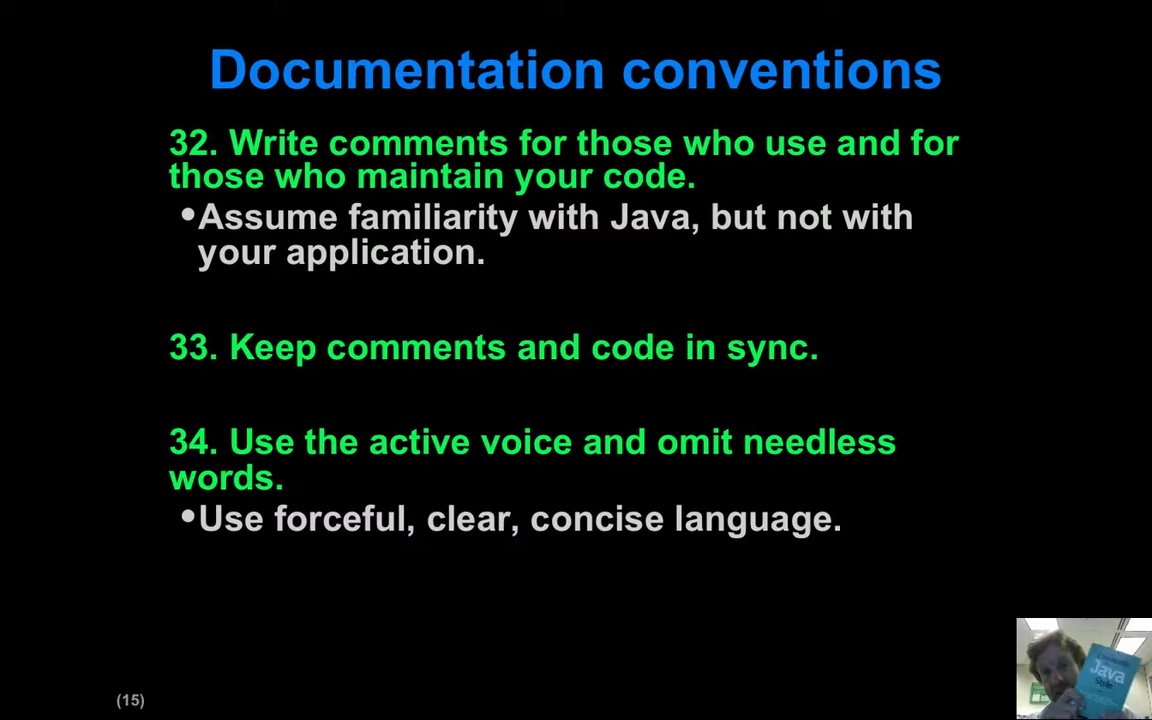 Documentation conventions
32. Write comments for those who use and for
those who maintain your code.
•Assume familiarity with Java, but not with
your application.
33. Keep comments and code in sync.
34. Use the active voice and omit needless
words.
•Use forceful, clear, concise language.
(15)
Java
Style